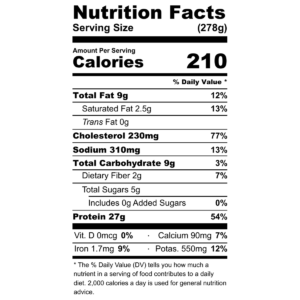 Nutrition Facts
Serving Size (278g)
Amount Per Serving
Calories 210
% Daily Value *
Total Fat 9g 12%
Saturated Fat 2.5g 13%
Trans Fat 0g
Cholesterol 230mg 77%
Sodium 310mg 13%
Total Carbohydrate 9g 3%
Dietary Fiber 2g 7%
Total Sugars 5g
Includes 0g Added Sugars 0%
Protein 27g 54%
Vit. D 0mcg 0% · Calcium 90mg 7%
Iron 1.7mg 9% · Potas. 550mg 12%
* The % Daily Value (DV) tells you how much a
nutrient in a serving of food contributes to a daily
diet. 2,000 calories a day is used for general nutrition
advice.